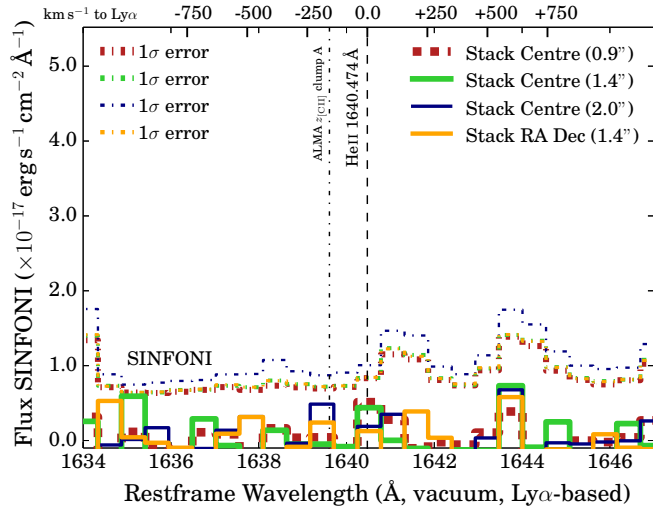 km s⁻¹ to Lyα -750 -500 -250 0.0 +250 +500 +750
1σ error
1σ error
1σ error
1σ error
ALMA z[CII] clump A
HeII 1640.474Å
Stack Centre (0.9")
Stack Centre (1.4")
Stack Centre (2.0")
Stack RA Dec (1.4")
SINFONI
Flux SINFONI (×10⁻¹⁷ erg s⁻¹ cm⁻² Å⁻¹)
5.0
4.0
3.0
2.0
1.0
0.0
1634 1636 1638 1640 1642 1644 1646
Restframe Wavelength (Å, vacuum, Lyα-based)